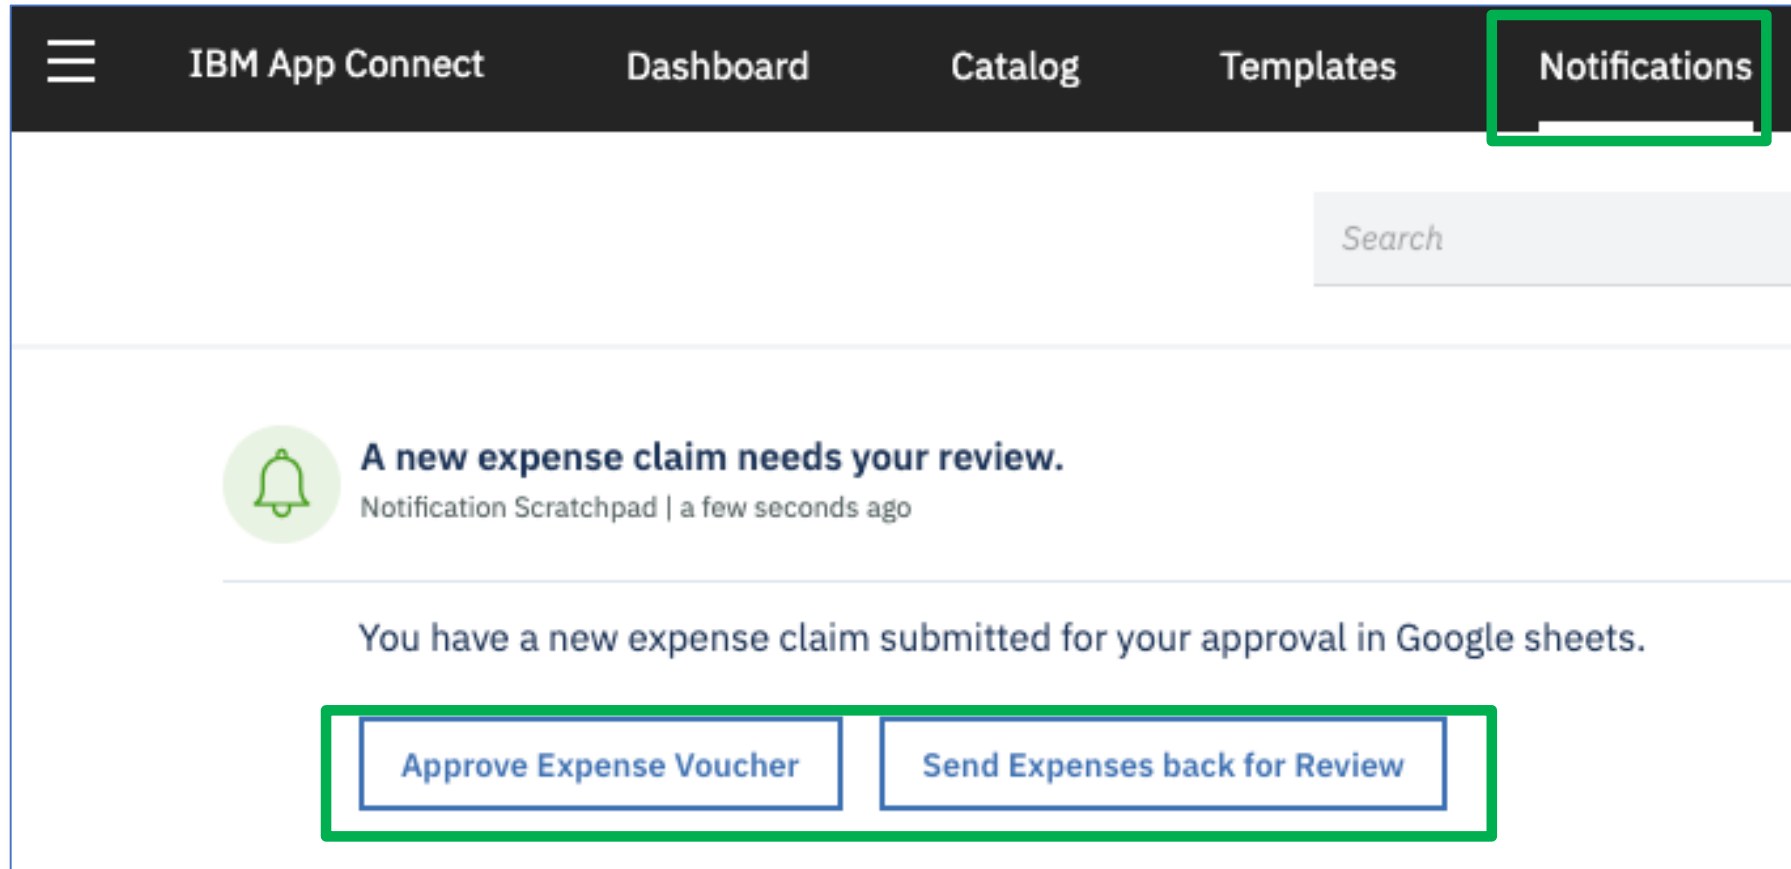 IBM App Connect Dashboard Catalog Templates Notifications
Search
A new expense claim needs your review.
Notification Scratchpad | a few seconds ago
You have a new expense claim submitted for your approval in Google sheets.
Approve Expense Voucher Send Expenses back for Review